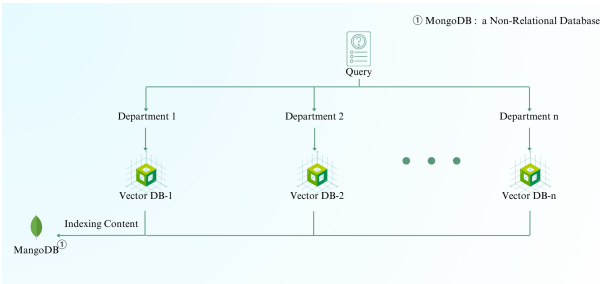 ① MongoDB : a Non-Relational Database
Query
Department 1
Department 2
Department n
Vector DB-1
Vector DB-2
Vector DB-n
Indexing Content
MangoDB①